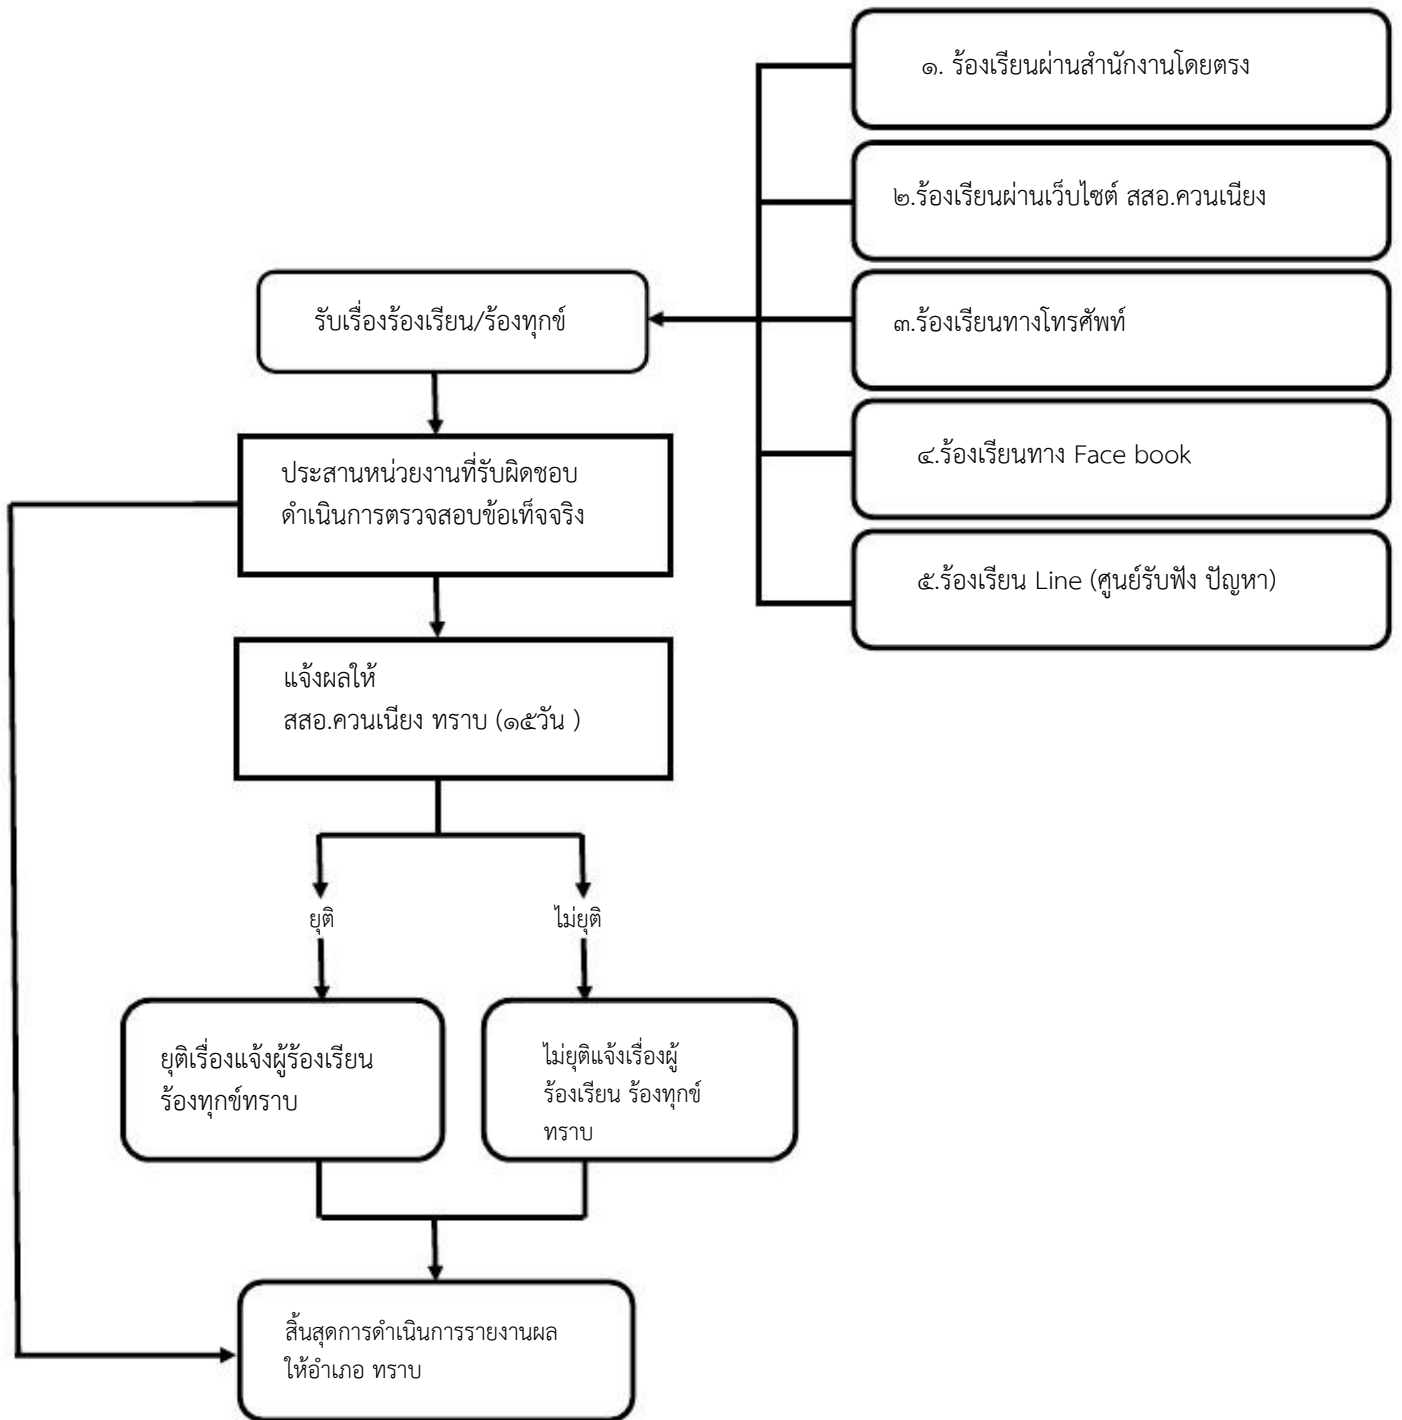 ๑. ร้องเรียนผ่านสำนักงานโดยตรง
๒.ร้องเรียนผ่านเว็บไซต์ สสอ.ควนเนียง
๓.ร้องเรียนทางโทรศัพท์
๔.ร้องเรียนทาง Face book
๕.ร้องเรียน Line (ศูนย์รับฟัง ปัญหา)
รับเรื่องร้องเรียน/ร้องทุกข์
ประสานหน่วยงานที่รับผิดชอบ
ดำเนินการตรวจสอบข้อเท็จจริง
แจ้งผลให้
สสอ.ควนเนียง ทราบ (๑๕วัน )
ยุติ
ไม่ยุติ
ยุติเรื่องแจ้งผู้ร้องเรียน
ร้องทุกข์ทราบ
ไม่ยุติแจ้งเรื่องผู้
ร้องเรียน ร้องทุกข์
ทราบ
สิ้นสุดการดำเนินการรายงานผล
ให้อำเภอ ทราบ